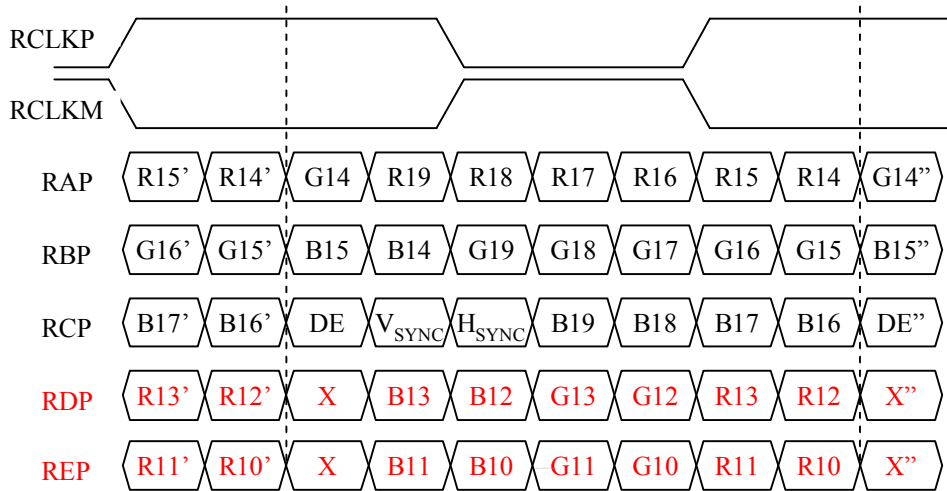 RCLKP
RCLKM
RAP R15’ R14’ G14 R19 R18 R17 R16 R15 R14 G14”
RBP G16’ G15’ B15 B14 G19 G18 G17 G16 G15 B15”
RCP B17’ B16’ DE VSYNC HSYNC B19 B18 B17 B16 DE”
RDP R13’ R12’ X B13 B12 G13 G12 R13 R12 X”
REP R11’ R10’ X B11 B10 G11 G10 R11 R10 X”